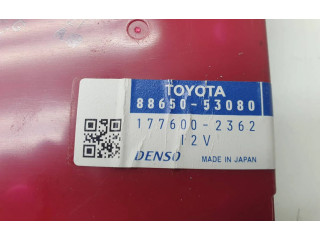 TOYOTA
88650-53080
177600-2362
12V
DENSO MADE IN JAPAN